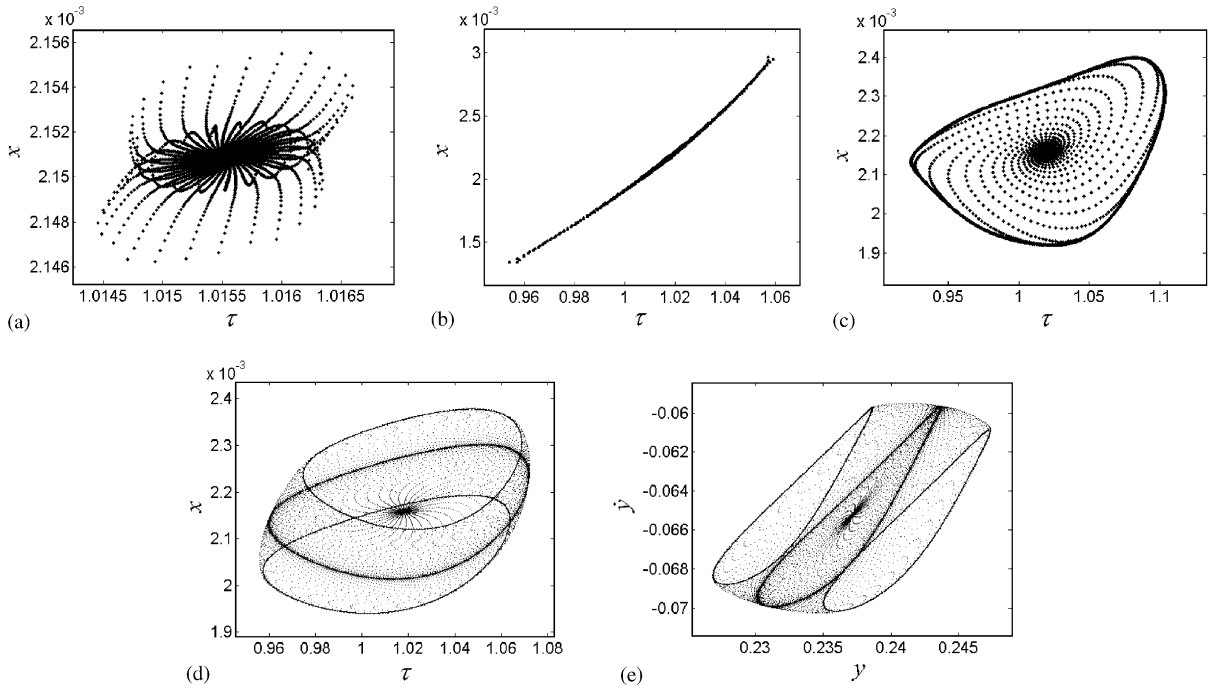 x 10⁻³
2.156
2.154
2.152
2.15
2.148
2.146
x
1.0145 1.015 1.0155 1.016 1.0165
τ
(a)
x 10⁻³
3
2.5
2
1.5
x
0.96 0.98 1 1.02 1.04 1.06
τ
(b)
x 10⁻³
2.4
2.3
2.2
2.1
2
1.9
x
0.95 1 1.05 1.1
τ
(c)
x 10⁻³
2.4
2.3
2.2
2.1
2
1.9
x
0.96 0.98 1 1.02 1.04 1.06 1.08
τ
(d)
-0.06
-0.062
-0.064
-0.066
-0.068
-0.07
ẏ
0.23 0.235 0.24 0.245
y
(e)